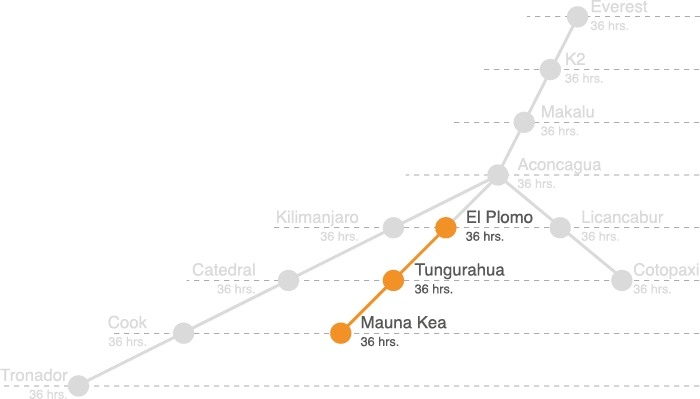 Everest
36 hrs.
K2
36 hrs.
Makalu
36 hrs.
Aconcagua
36 hrs.
Kilimanjaro
36 hrs.
El Plomo
36 hrs.
Licancabur
36 hrs.
Catedral
36 hrs.
Tungurahua
36 hrs.
Cotopaxi
36 hrs.
Cook
36 hrs.
Mauna Kea
36 hrs.
Tronador
36 hrs.